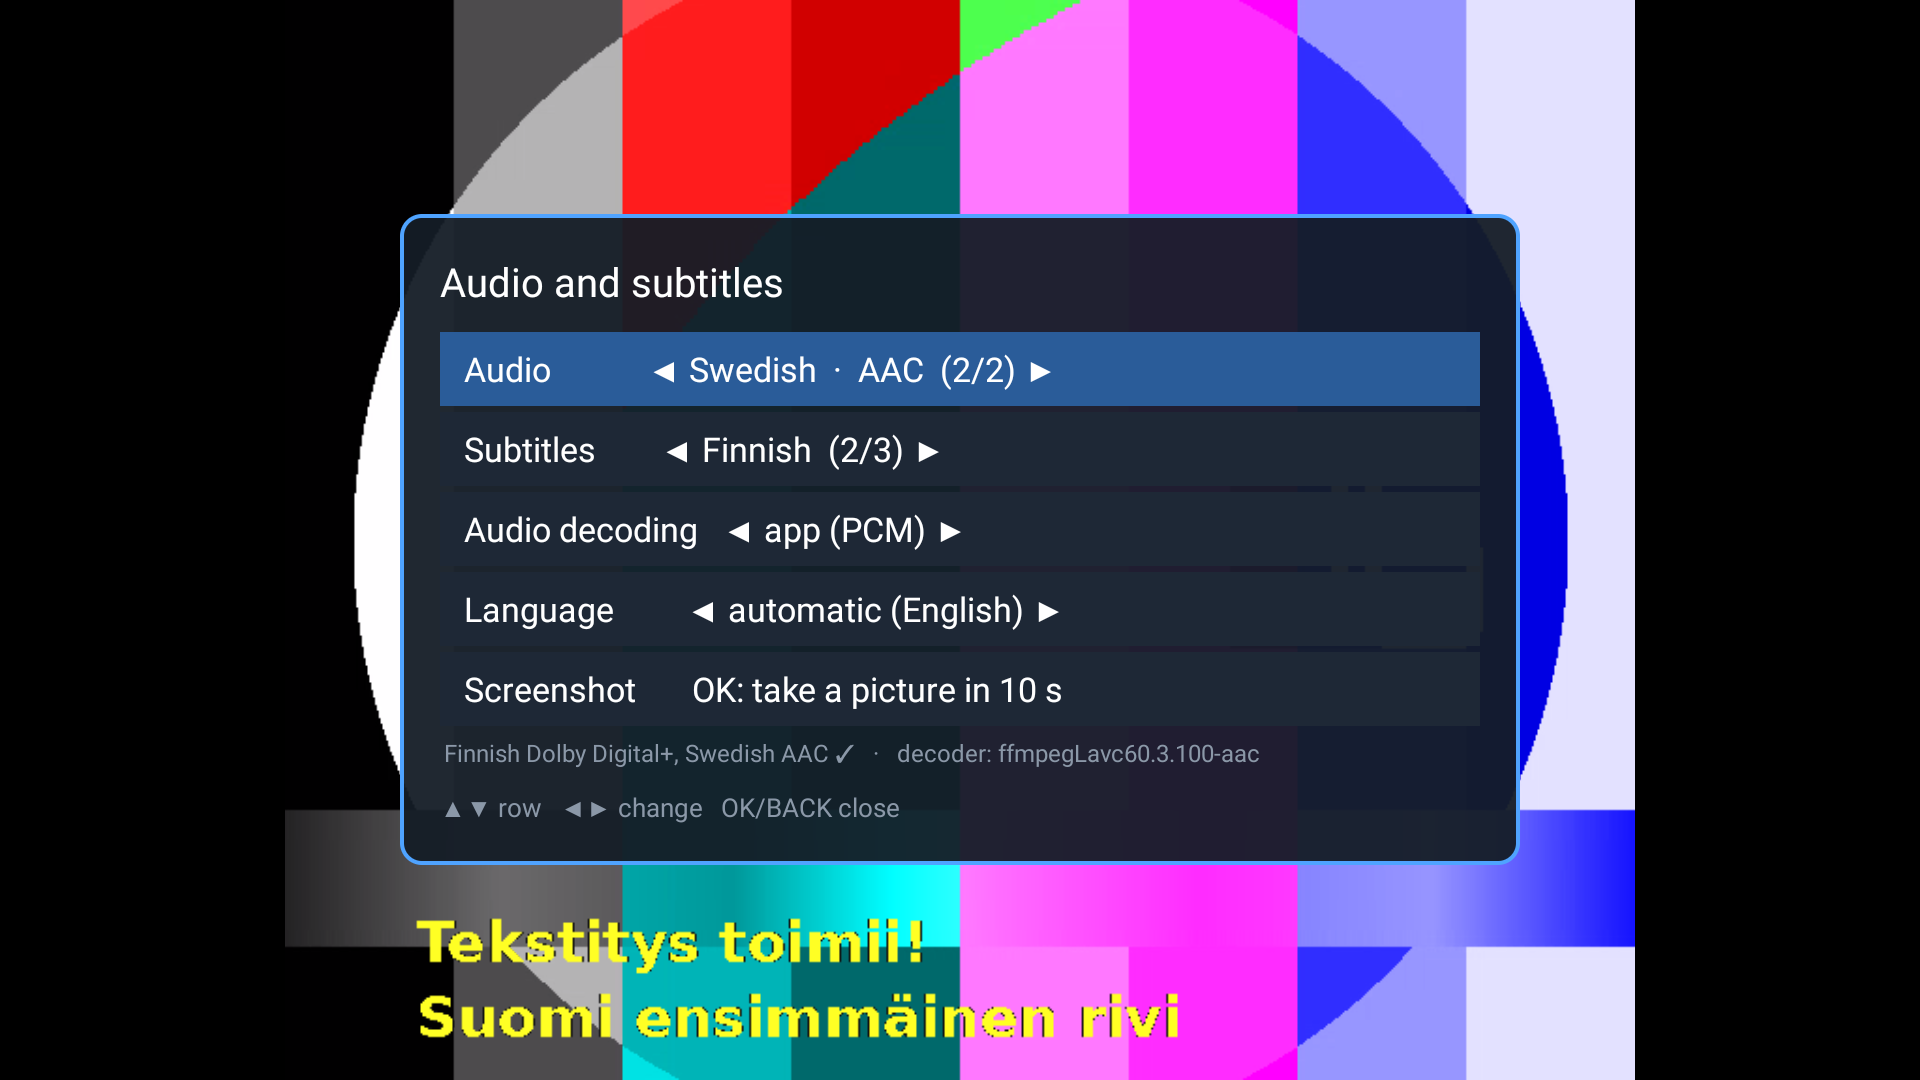 Audio and subtitles
Audio ◄ Swedish · AAC (2/2) ►
Subtitles ◄ Finnish (2/3) ►
Audio decoding ◄ app (PCM) ►
Language ◄ automatic (English) ►
Screenshot OK: take a picture in 10 s
Finnish Dolby Digital+, Swedish AAC ✓ · decoder: ffmpegLavc60.3.100-aac
▲▼ row ◄► change OK/BACK close
Tekstitys toimii!
Suomi ensimmäinen rivi